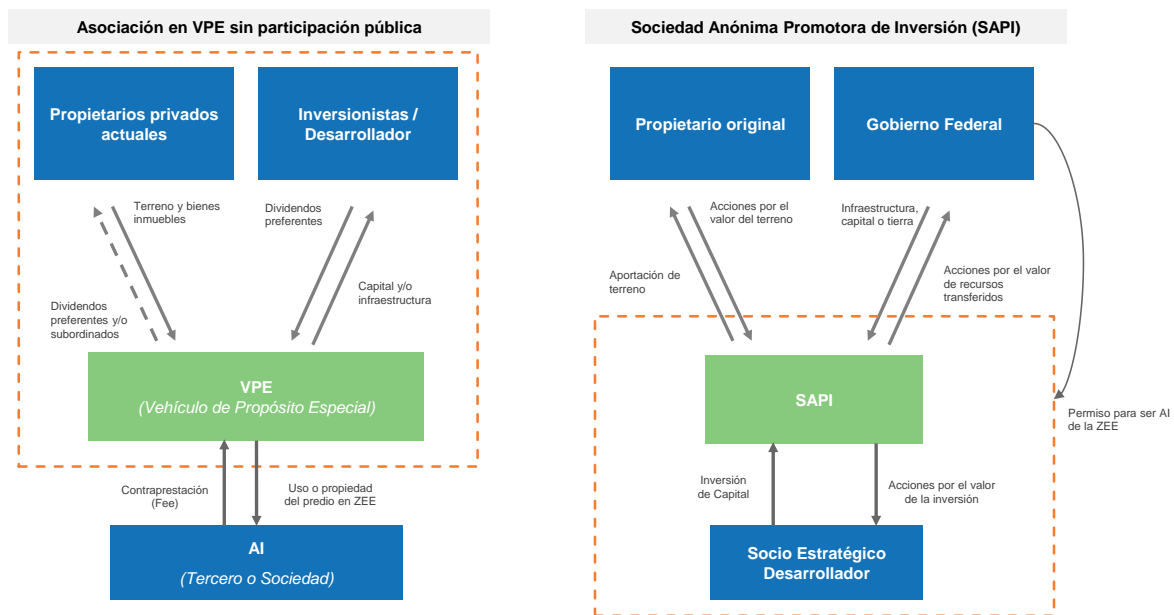 Asociación en VPE sin participación pública
Propietarios privados
actuales
Inversionistas /
Desarrollador
Terreno y bienes
inmuebles
Dividendos
preferentes
Dividendos
preferentes y/o
subordinados
Capital y/o
infraestructura
VPE
(Vehículo de Propósito Especial)
Contraprestación
(Fee)
Uso o propiedad
del predio en ZEE
AI
(Tercero o Sociedad)
Sociedad Anónima Promotora de Inversión (SAPI)
Propietario original
Gobierno Federal
Acciones por el
valor del terreno
Infraestructura,
capital o tierra
Aportación de
terreno
Acciones por el valor
de recursos
transferidos
SAPI
Permiso para ser AI
de la ZEE
Inversión
de Capital
Acciones por el valor
de la inversión
Socio Estratégico
Desarrollador